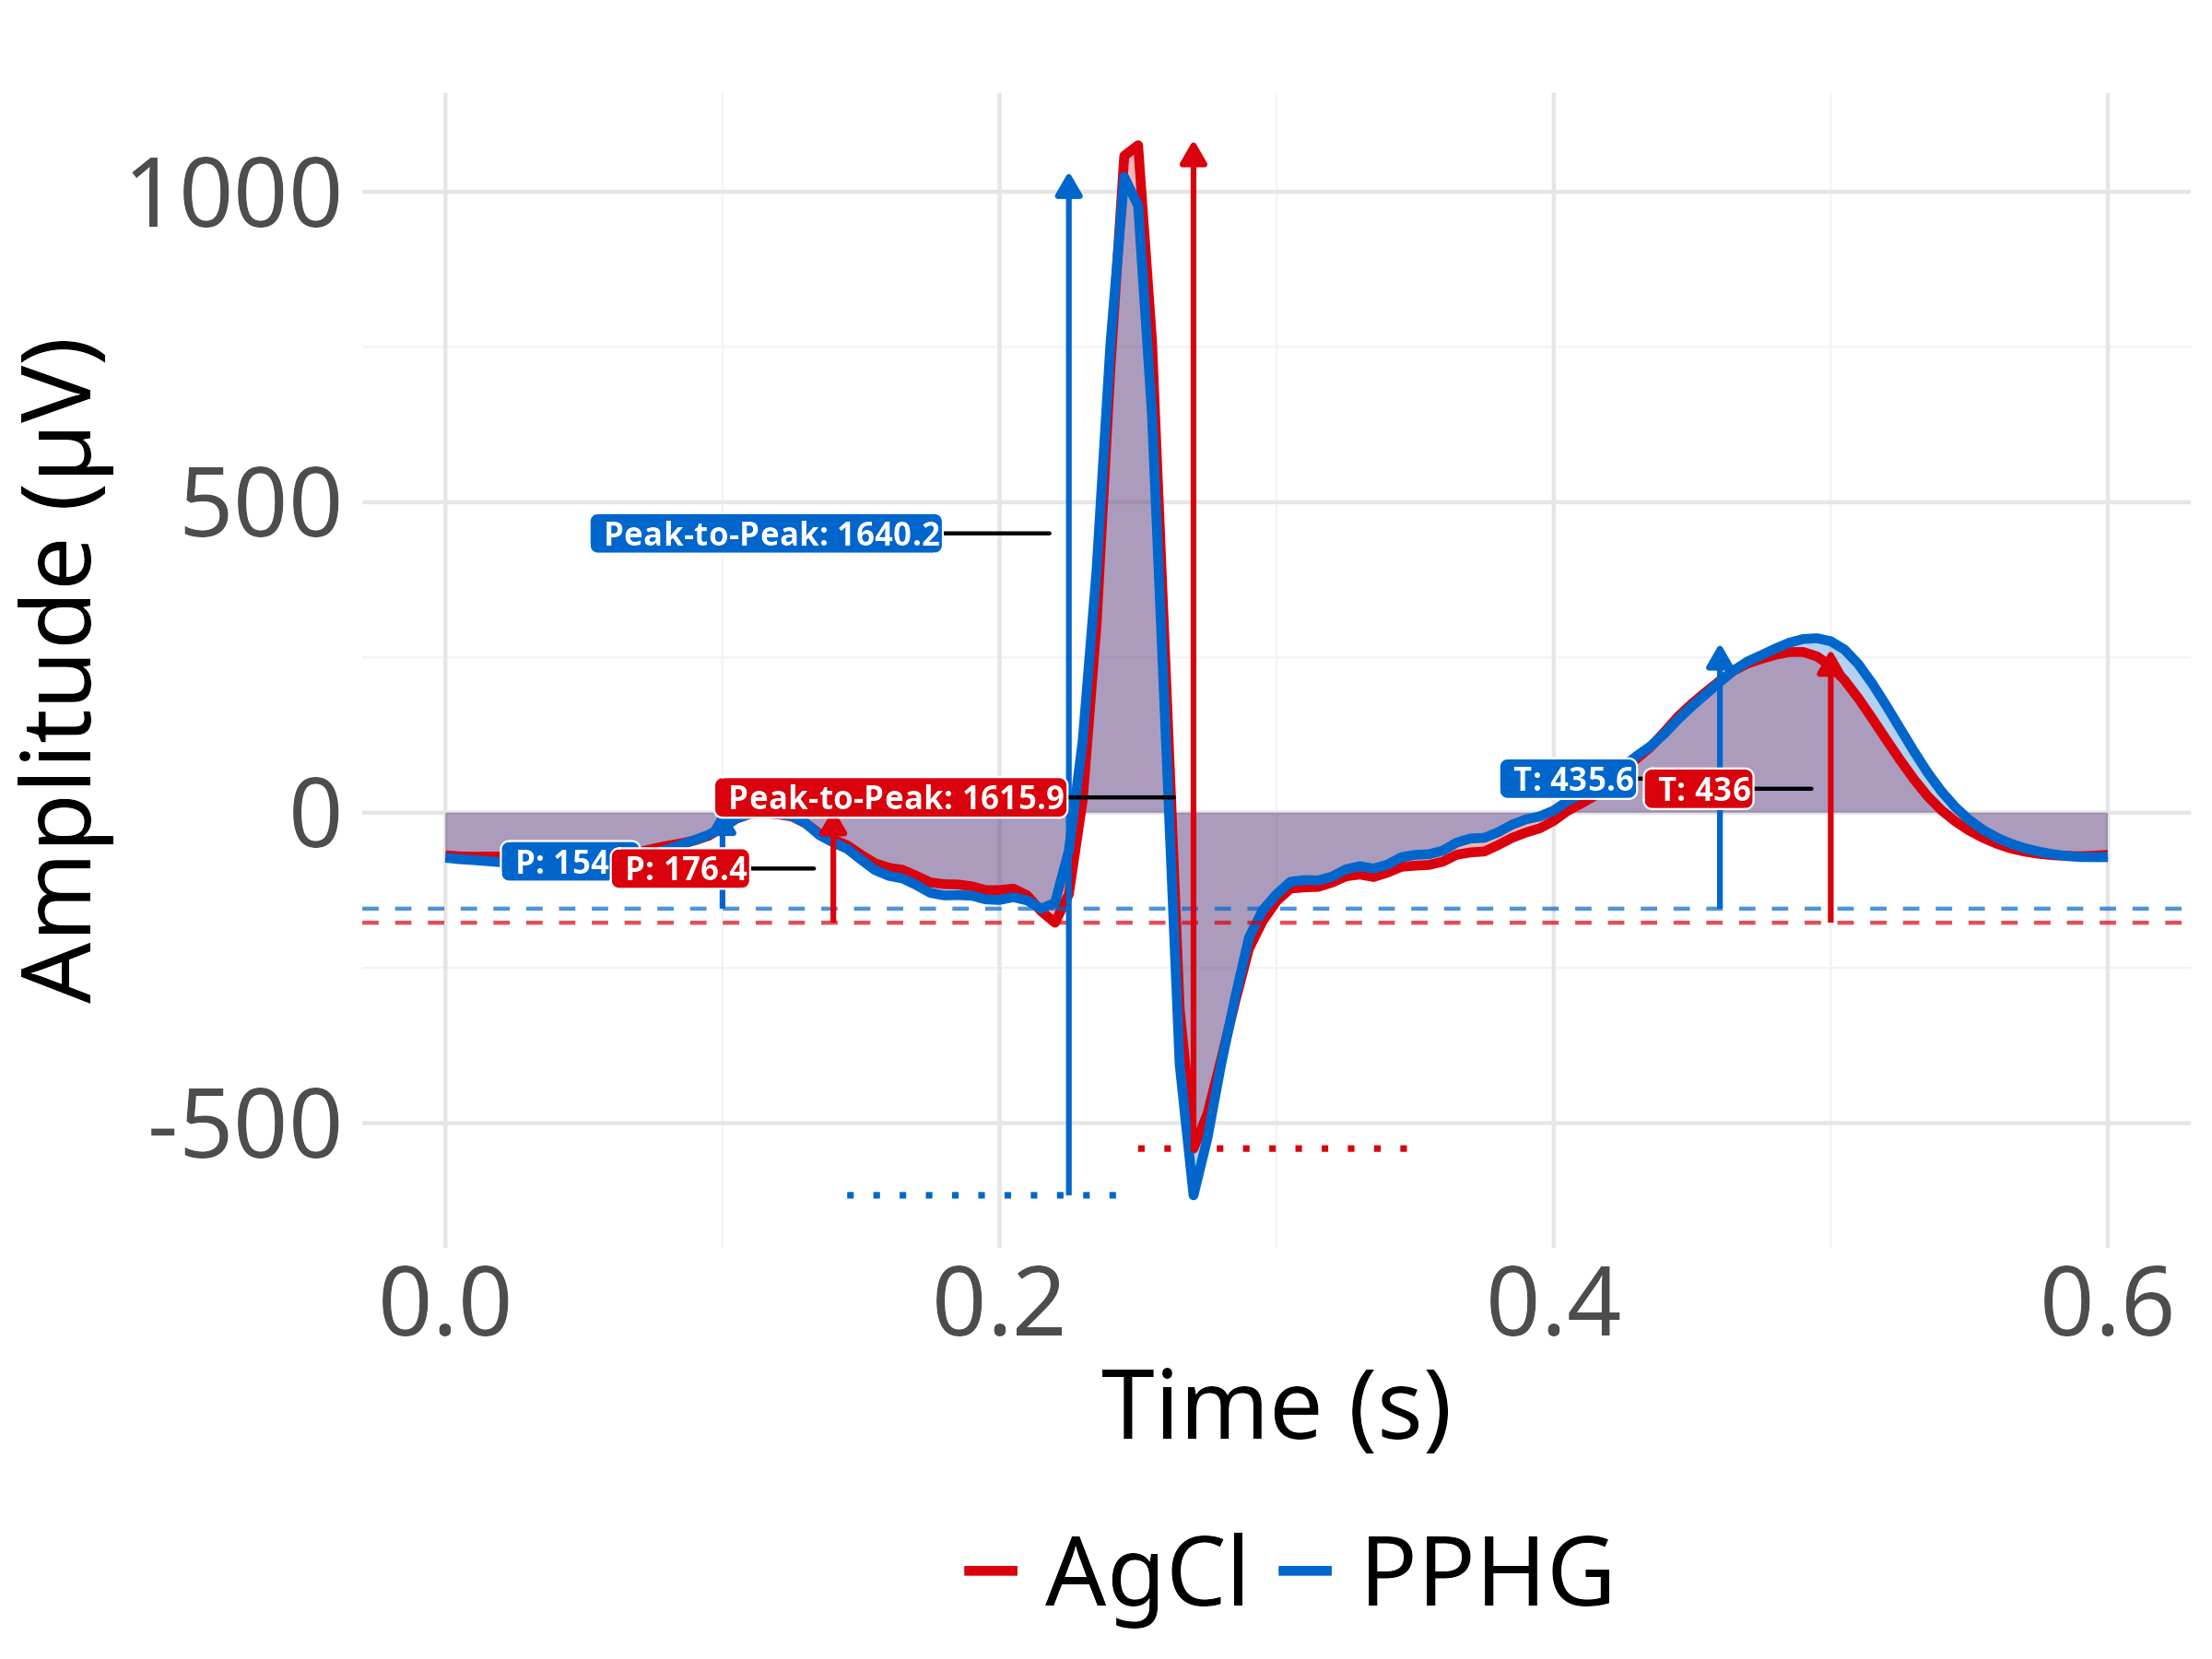 1000
500
0
-500
Amplitude (µV)
Peak-to-Peak: 1640.2
Peak-to-Peak: 1615.9
P: 154
P: 176.4
T: 435.6
T: 436
0.0 0.2 0.4 0.6
Time (s)
AgCl PPHG